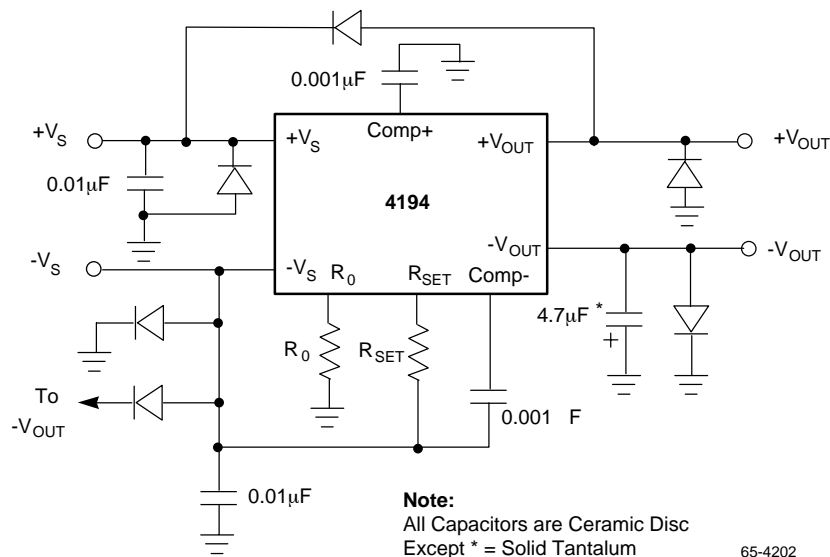 0.001µF
+VS
+VS
Comp+
+VOUT
+VOUT
0.01µF
4194
-VS
-VS
R0
RSET
Comp-
-VOUT
-VOUT
4.7µF *
+
R0
RSET
To
-VOUT
0.001 F
0.01µF
Note:
All Capacitors are Ceramic Disc
Except * = Solid Tantalum
65-4202